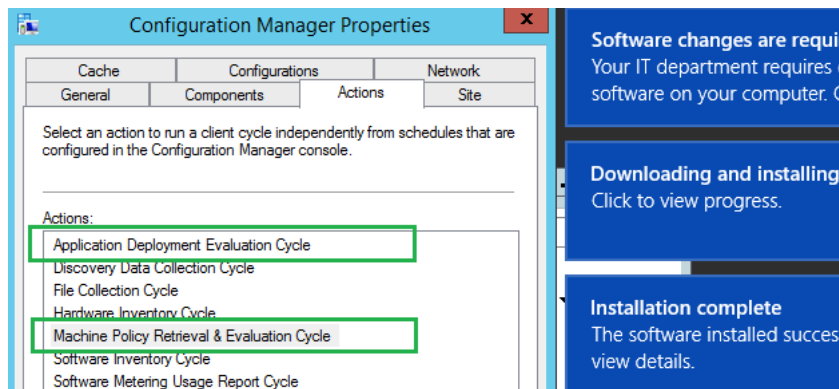 Configuration Manager Properties
x
Cache
Configurations
Network
General
Components
Actions
Site
Select an action to run a client cycle independently from schedules that are
configured in the Configuration Manager console.
Actions:
Application Deployment Evaluation Cycle
Discovery Data Collection Cycle
File Collection Cycle
Hardware Inventory Cycle
Machine Policy Retrieval & Evaluation Cycle
Software Inventory Cycle
Software Metering Usage Report Cycle
Software changes are requi
Your IT department requires
software on your computer.
Downloading and installing
Click to view progress.
Installation complete
The software installed succes
view details.